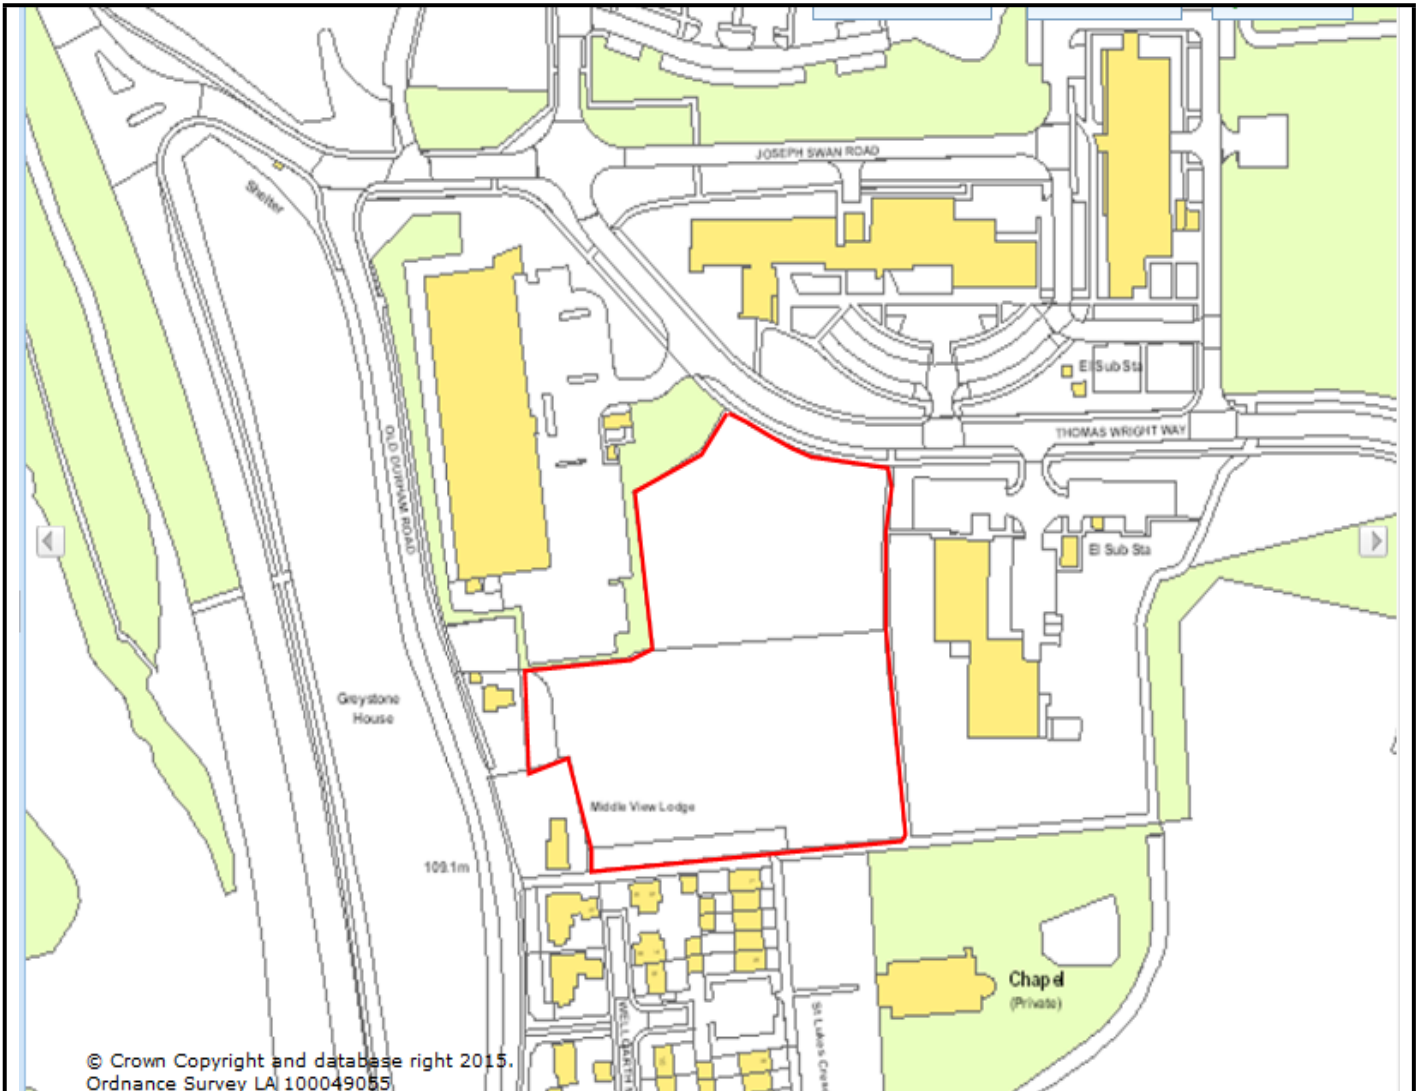 JOSEPH SWAN ROAD
Shelter
El Sub Sta
OLD DURHAM ROAD
THOMAS WRIGHT WAY
El Sub Sta
Greystone
House
Middle View Lodge
109.1m
Chapel
(Private)
WELLGARTH
St Lukes Cres
© Crown Copyright and database right 2015.
Ordnance Survey LA 100049055